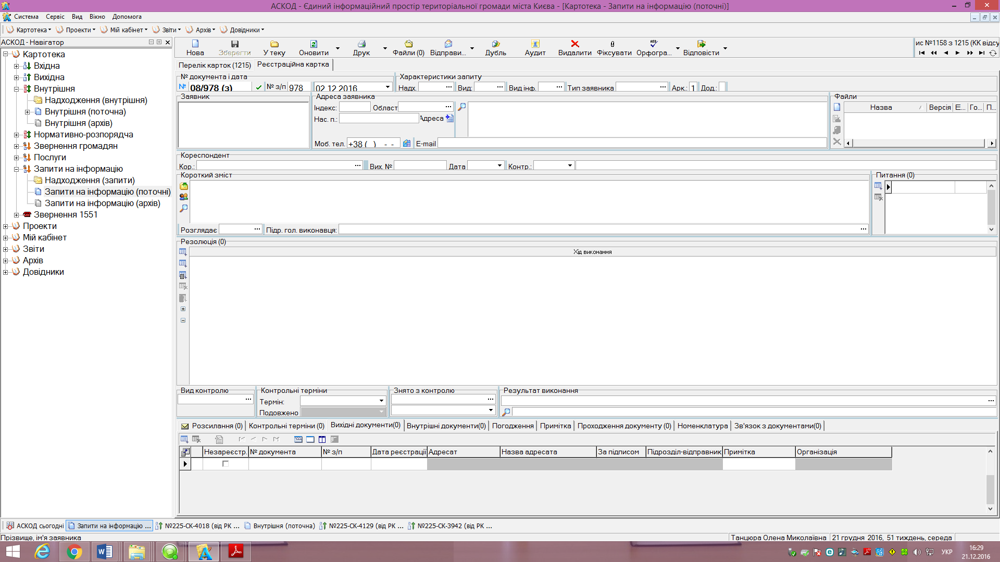 АСКОД - Єдиний інформаційний простір територіальної громади міста Києва - [Картотека - Запити на інформацію (поточні)]
Система Сервіс Вид Вікно Допомога
Картотека Проекти Мій кабінет Звіти Архів Довідники
АСКОД - Навігатор
Картотека
Вхідна
Вихідна
Внутрішня
Надходження (внутрішня)
Внутрішня (поточна)
Внутрішня (архів)
Нормативно-розпорядча
Звернення громадян
Послуги
Запити на інформацію
Надходження (запити)
Запити на інформацію (поточні)
Запити на інформацію (архів)
Звернення 1551
Проекти
Мій кабінет
Звіти
Архів
Довідники
Нова Зберегти У теку Оновити Друк Файли (0) Відправи... Дубль Аудит Видалити Фіксувати Орфогра... Відповісти
ис №1158 з 1215 (КК відсу
Перелік карток (1215) Реєстраційна картка
№ документа і дата Характеристики запиту
№ 08/978 (з) № з/п 978 02.12.2016 Надх. Вид: Вид інф. Тип заявника Арк.: 1 Дод.:
Заявник Адреса заявника Файли
Індекс: Област Назва Версія Е... Го... П...
Нас. п.: Адреса
Моб. тел. +38 ( ) - - E-mail
Кореспондент
Кор.: Вих. № Дата Контр.:
Короткий зміст Питання (0)
Розглядає Підр. гол. виконавця:
Резолюція (0)
Хід виконання
Вид контролю Контрольні терміни Знято з контролю Результат виконання
Термін:
Подовжено
Розсилання (0) Контрольні терміни (0) Вихідні документи(0) Внутрішні документи(0) Погодження Примітка Проходження документу (0) Номенклатура Зв'язок з документами(0)
Незареєстр. № документа № з/п Дата реєстрації Адресат Назва адресата За підписом Підрозділ-відправник Примітка Організація
АСКОД сьогодні Запити на інформацію ... №225-СК-4018 (від РК ... Внутрішня (поточна) №225-СК-4129 (від РК ... №225-СК-3942 (від РК ...
Прізвище, ім'я заявника Танцюра Олена Миколаївна 21 грудня 2016, 51 тиждень, середа
УКР 16:29
21.12.2016